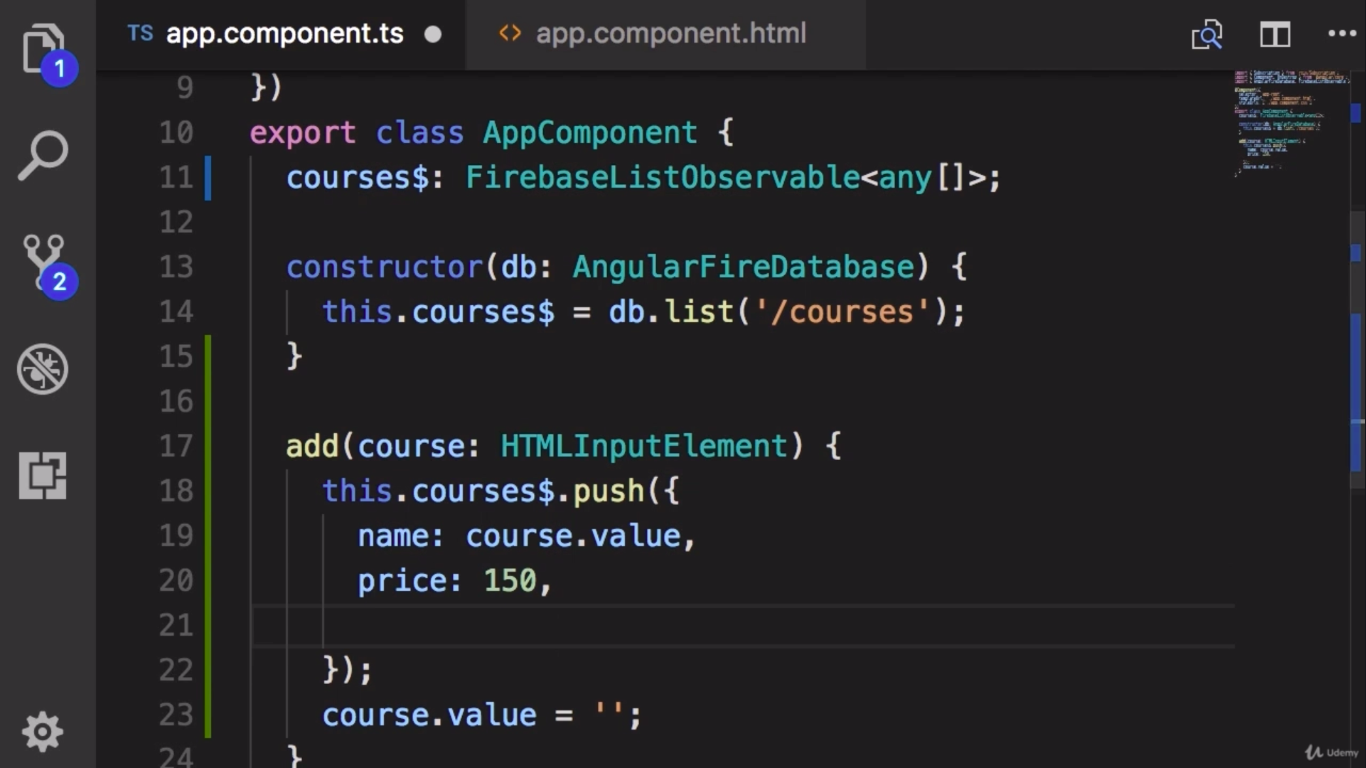 TS app.component.ts
<> app.component.html
1
2
9 })
10 export class AppComponent {
11 courses$: FirebaseListObservable<any[]>;
12
13 constructor(db: AngularFireDatabase) {
14 this.courses$ = db.list('/courses');
15 }
16
17 add(course: HTMLInputElement) {
18 this.courses$.push({
19 name: course.value,
20 price: 150,
21
22 });
23 course.value = '';
24 }
Udemy